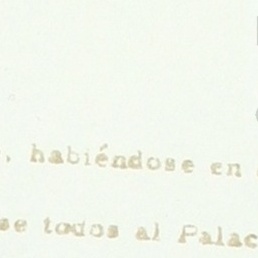 , habiéndose en
se todos al Palac